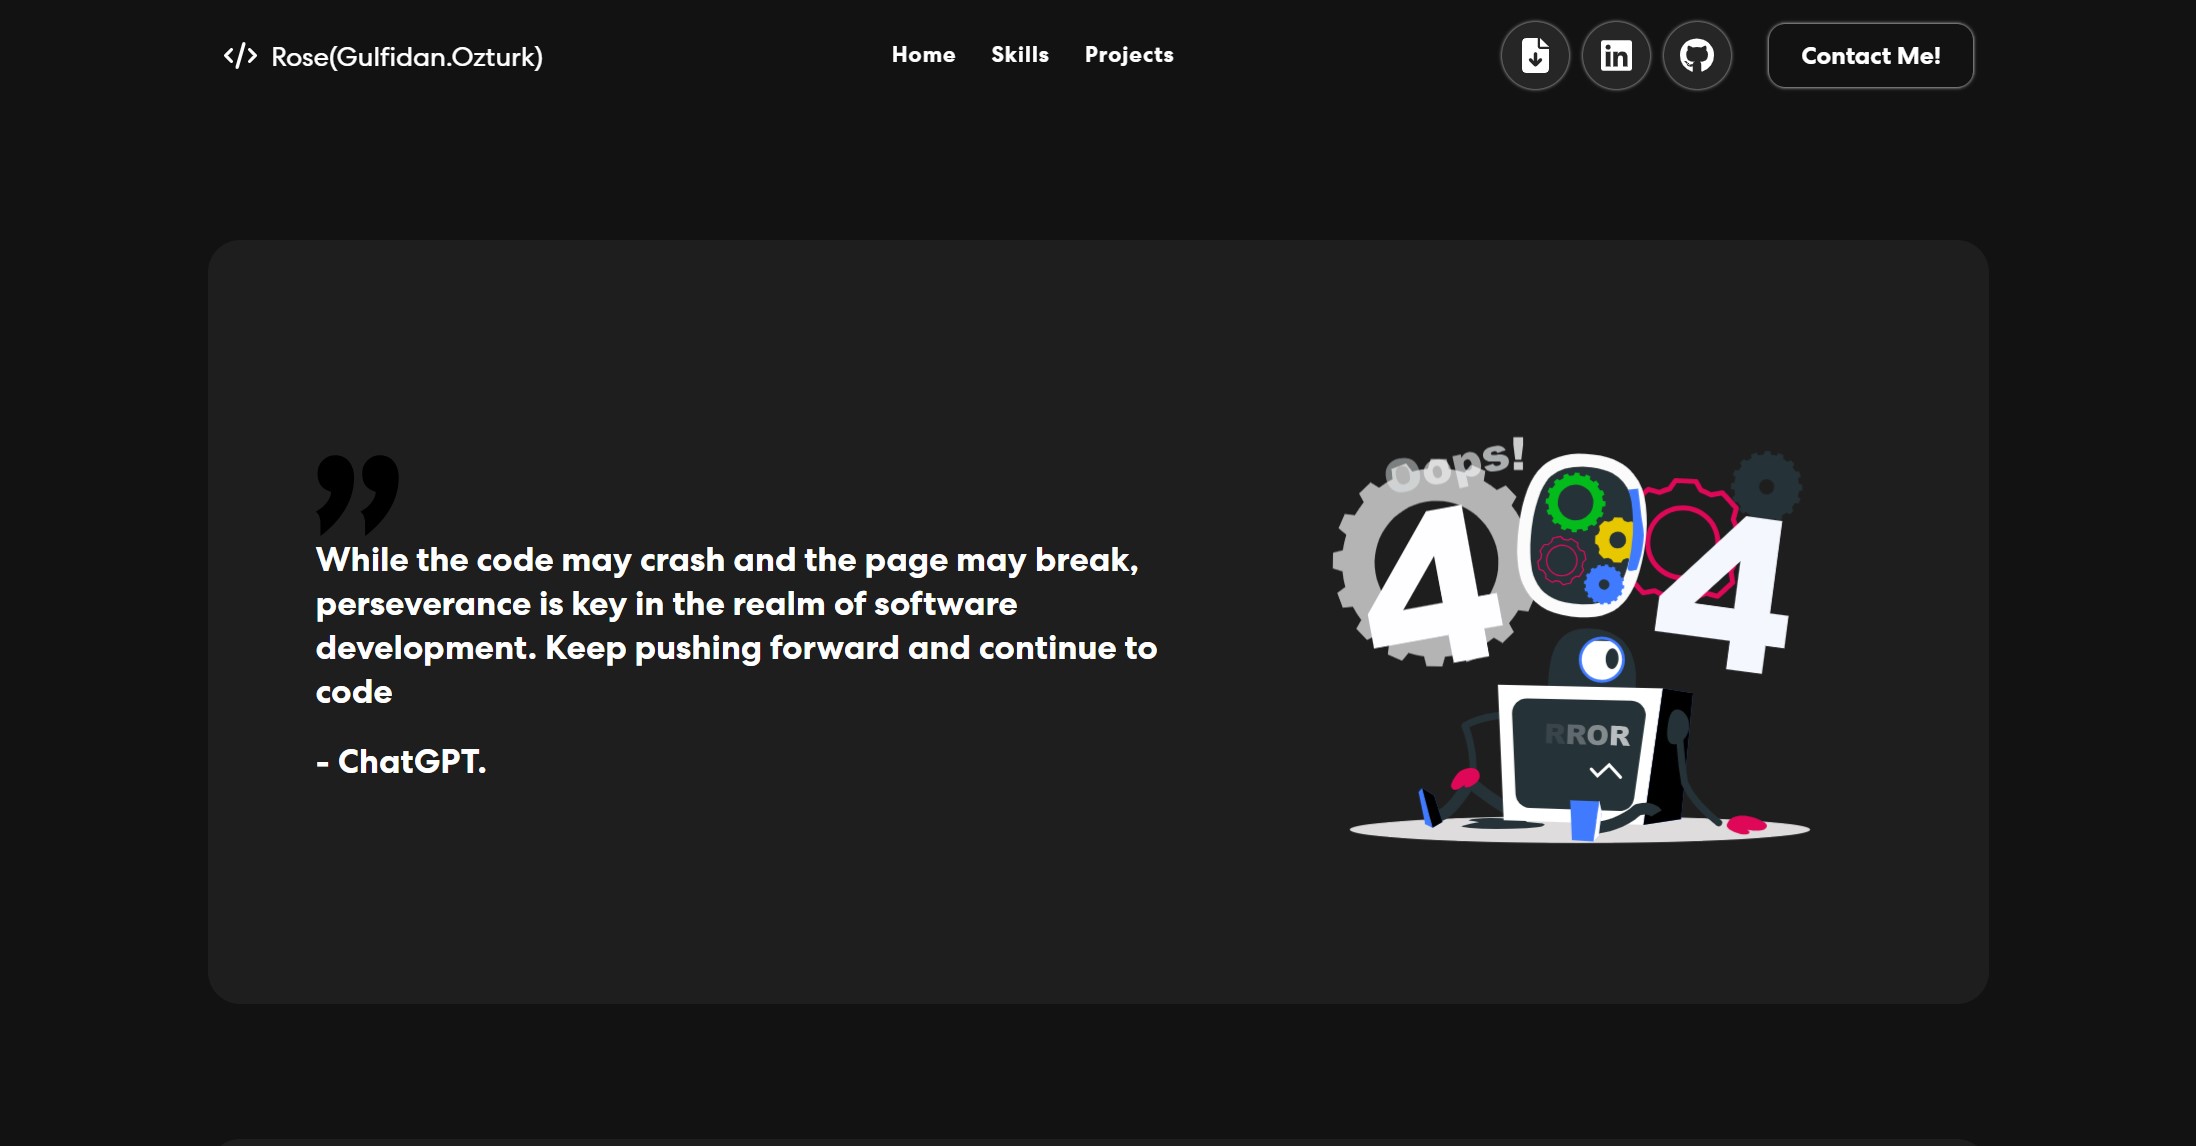 Rose(Gulfidan.Ozturk)
Home Skills Projects
in
Contact Me!
While the code may crash and the page may break,
perseverance is key in the realm of software
development. Keep pushing forward and continue to
code
- ChatGPT.
Oops!
404
RROR